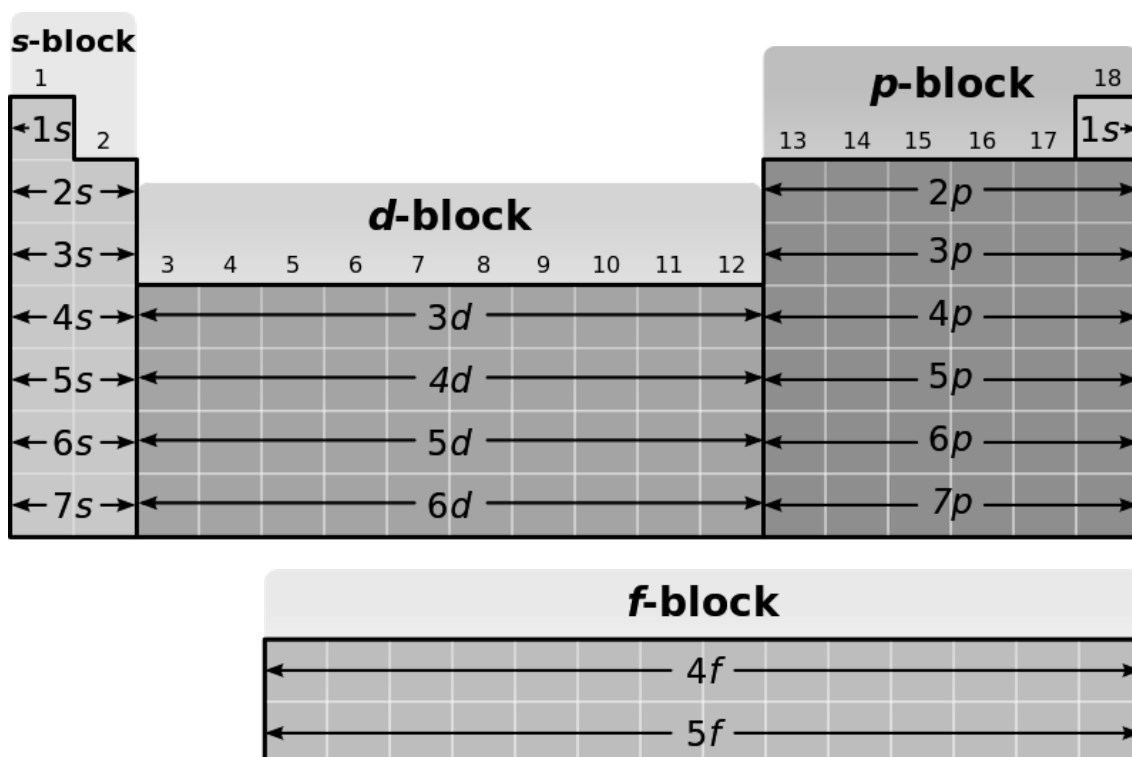 s-block
1
2
p-block
18
13 14 15 16 17
1s 1s
2s 2p
d-block
3s 3p
3 4 5 6 7 8 9 10 11 12
4s 3d 4p
5s 4d 5p
6s 5d 6p
7s 6d 7p
f-block
4f
5f